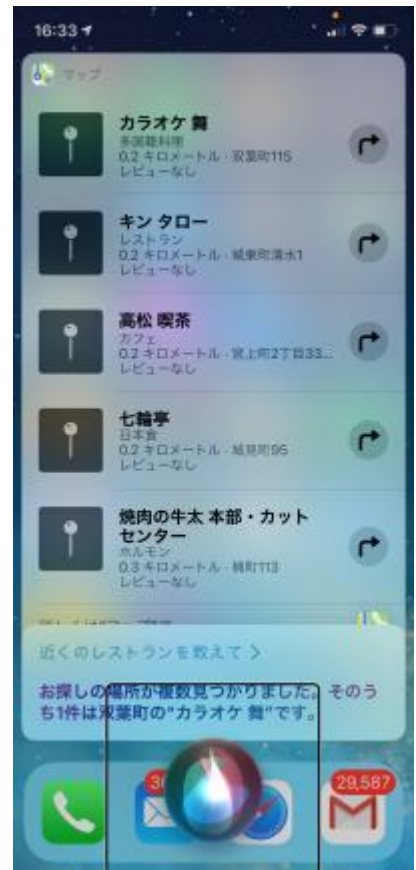 16:33
マップ
カラオケ 舞
多国籍料理
0.2 キロメートル · 双葉町115
レビューなし
キン タロー
レストラン
0.2 キロメートル · 城東町清水1
レビューなし
高松 喫茶
カフェ
0.2 キロメートル · 宮上町2丁目33...
レビューなし
七輪亭
日本食
0.2 キロメートル · 城見町95
レビューなし
焼肉の牛太 本部・カット
センター
ホルモン
0.3 キロメートル
レビューなし
近くのレストランを教えて >
お探しの場所が複数見つかりました。そのう
ち1件は双葉町の“カラオケ 舞”です。
29,587